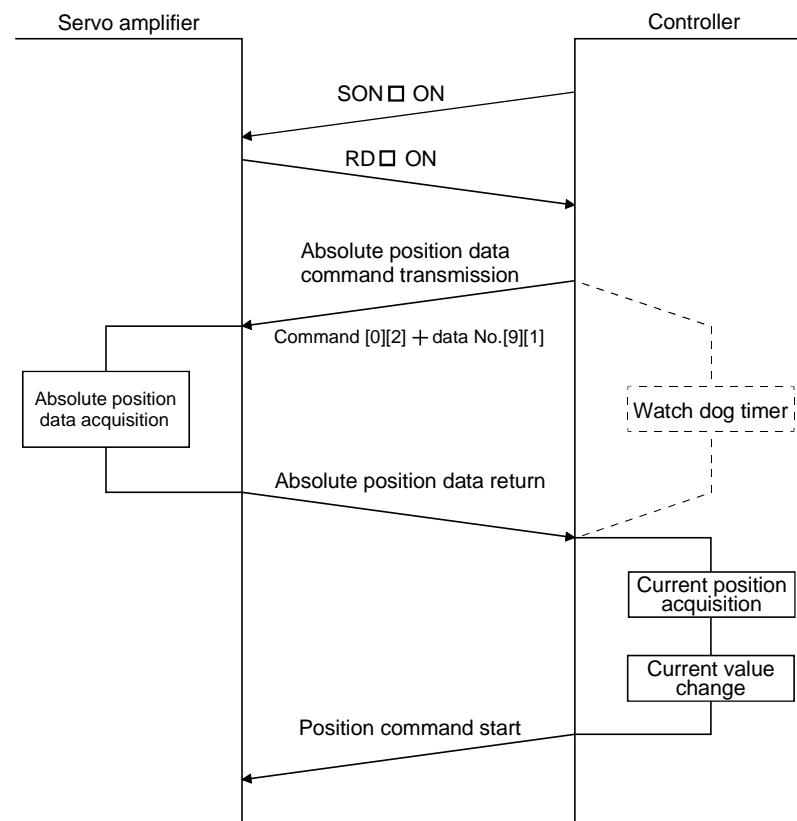 Servo amplifier
Controller
SON□ ON
RD□ ON
Absolute position data
command transmission
Command [0][2] + data No.[9][1]
Absolute position
data acquisition
Watch dog timer
Absolute position data return
Current position
acquisition
Current value
change
Position command start